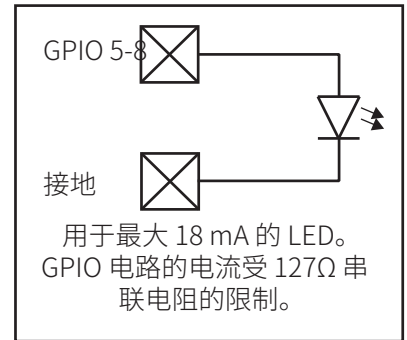 GPIO 5-8
接地
用于最大 18 mA 的 LED。
GPIO 电路的电流受 127Ω 串
联电阻的限制。